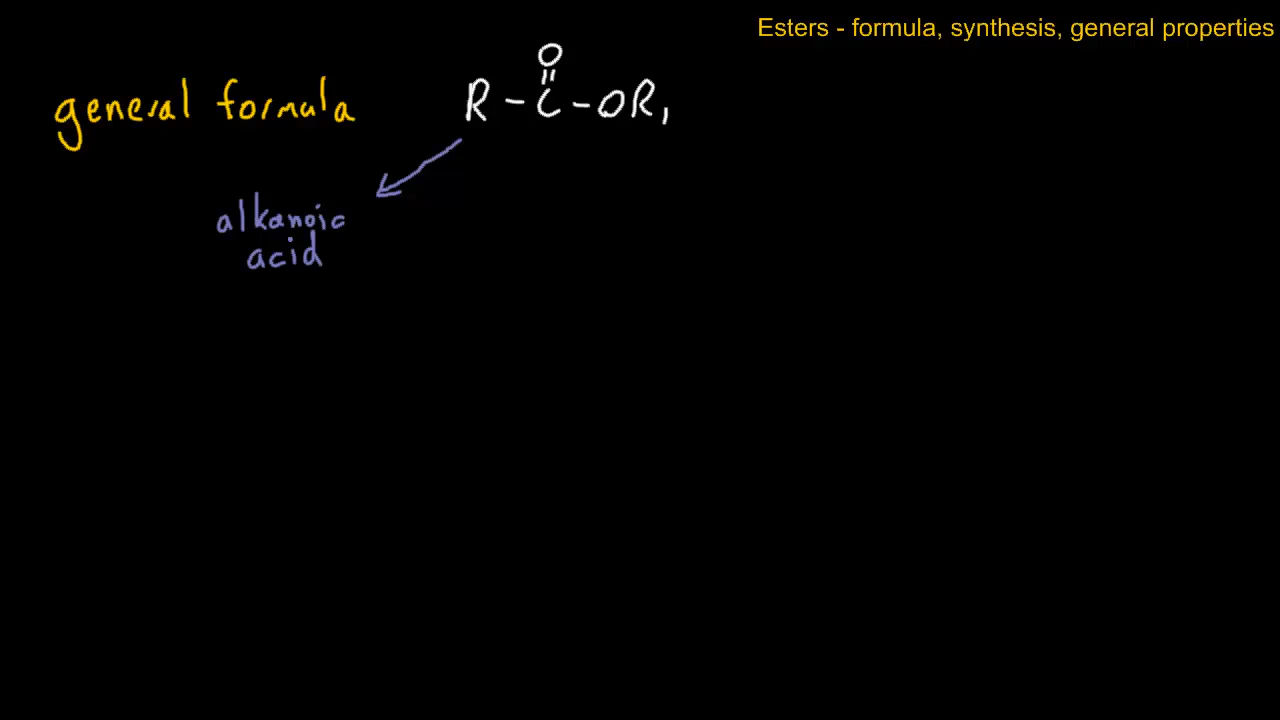 Esters - formula, synthesis, general properties
O
||
general formula R - C - OR,
alkanoic
acid